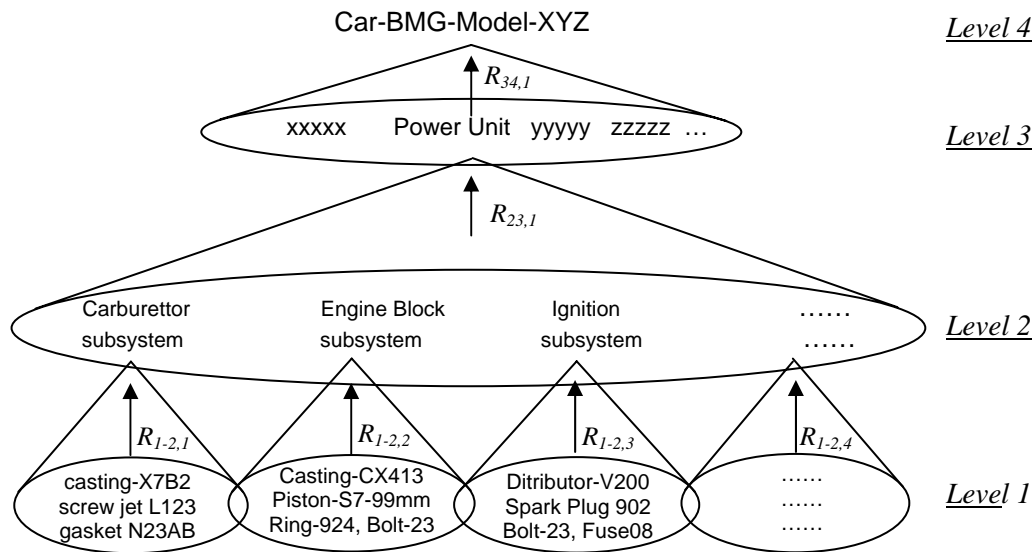 Car-BMG-Model-XYZ
Level 4
R34,1
xxxxx Power Unit yyyyy zzzzz …
Level 3
R23,1
Carburettor
subsystem
Engine Block
subsystem
Ignition
subsystem
……
……
Level 2
R1-2,1
R1-2,2
R1-2,3
R1-2,4
casting-X7B2
screw jet L123
gasket N23AB
Casting-CX413
Piston-S7-99mm
Ring-924, Bolt-23
Ditributor-V200
Spark Plug 902
Bolt-23, Fuse08
……
……
……
Level 1